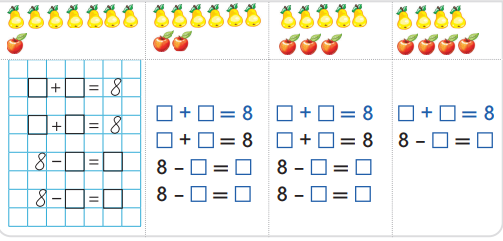 □ + □ = 8
□ + □ = 8
8 - □ = □
8 - □ = □
□ + □ = 8
□ + □ = 8
8 - □ = □
8 - □ = □
□ + □ = 8
□ + □ = 8
8 - □ = □
8 - □ = □
□ + □ = 8
8 - □ = □